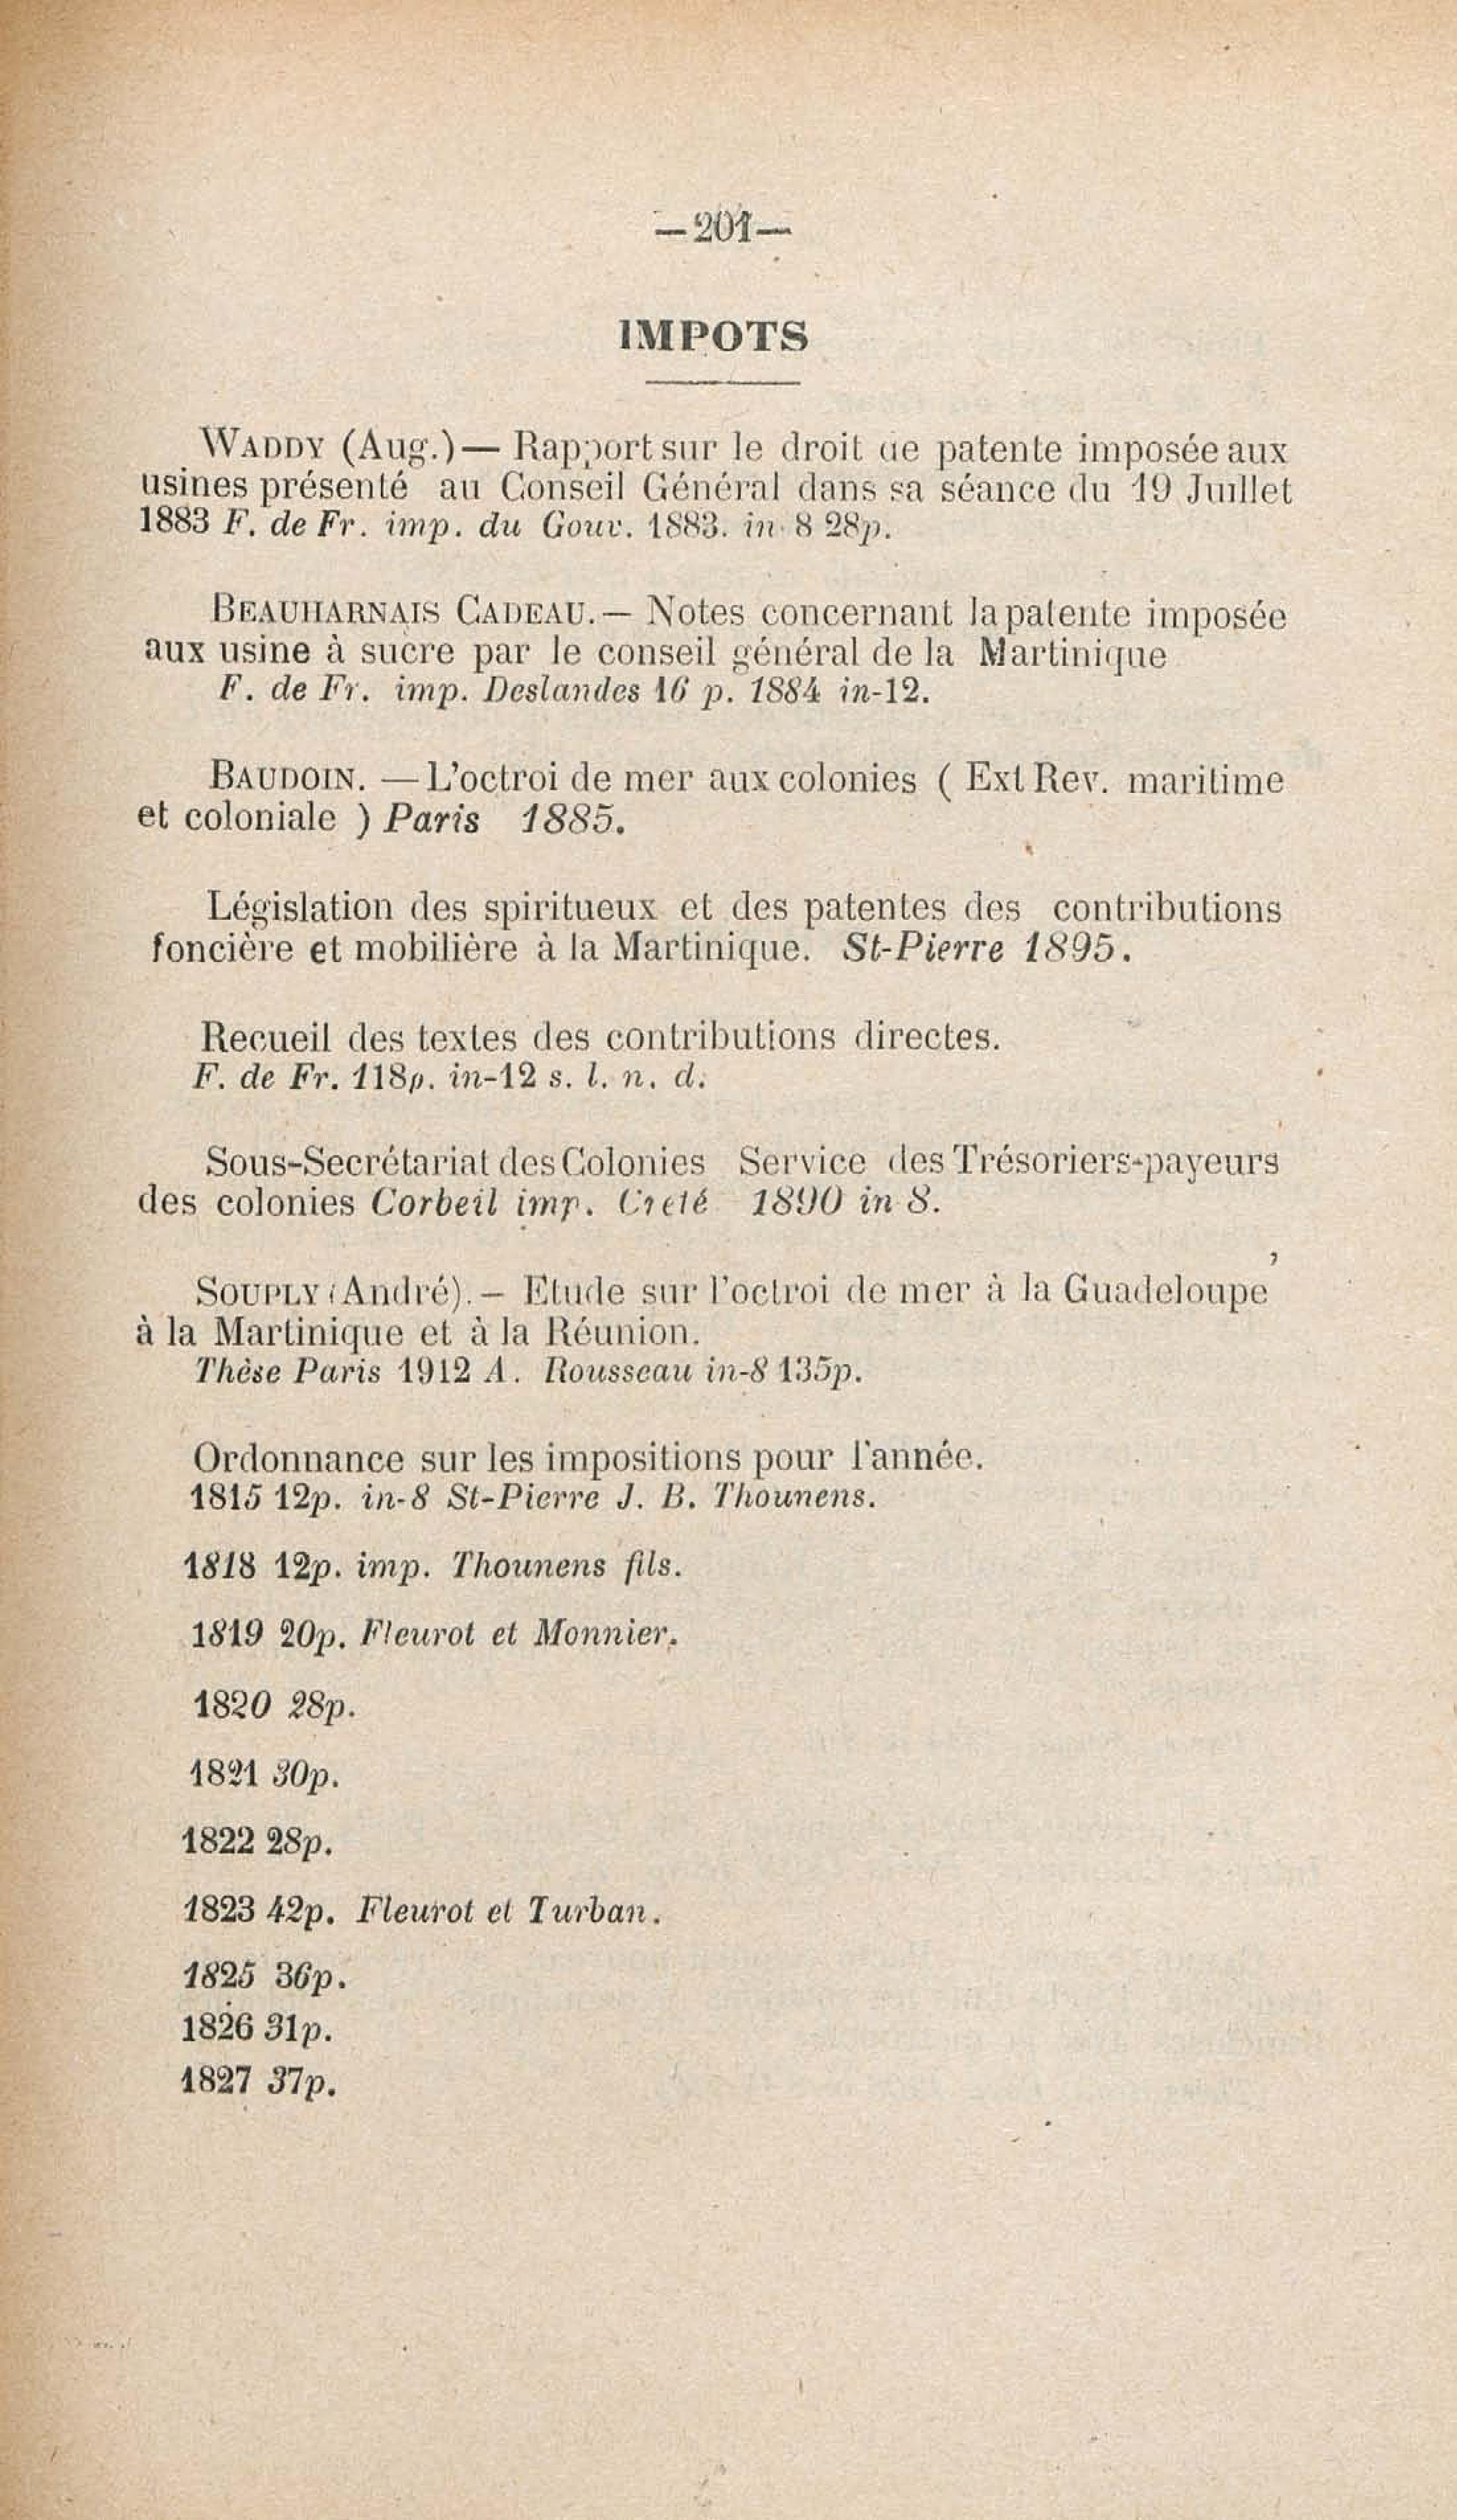 —201—
IMPOTS
WADDY (Aug.)— Rapport sur le droit de patente imposée aux
usines présenté au Conseil Général dans sa séance du 19 Juillet
1883 F. de Fr. imp. du Gouv. 1883. in-8 28p.
BEAUHARNAIS CADEAU.— Notes concernant la patente imposée
aux usine à sucre par le conseil général de la Martinique
F. de Fr. imp. Deslandes 16 p. 1884 in-12.
BAUDOIN. — L'octroi de mer aux colonies ( Ext Rev. maritime
et coloniale ) Paris 1885.
Législation des spiritueux et des patentes des contributions
foncière et mobilière à la Martinique. St-Pierre 1895.
Recueil des textes des contributions directes.
F. de Fr. 118p. in-12 s. l. n. d.
Sous-Secrétariat des Colonies Service des Trésoriers-payeurs
des colonies Corbeil imp. Creté 1890 in 8.
SOUPLY (André).— Etude sur l'octroi de mer à la Guadeloupe,
à la Martinique et à la Réunion.
Thèse Paris 1912 A. Rousseau in-8 135p.
Ordonnance sur les impositions pour l'année.
1815 12p. in-8 St-Pierre J. B. Thounens.
1818 12p. imp. Thounens fils.
1819 20p. Fleurot et Monnier.
1820 28p.
1821 30p.
1822 28p.
1823 42p. Fleurot et Turban.
1825 36p.
1826 31p.
1827 37p.